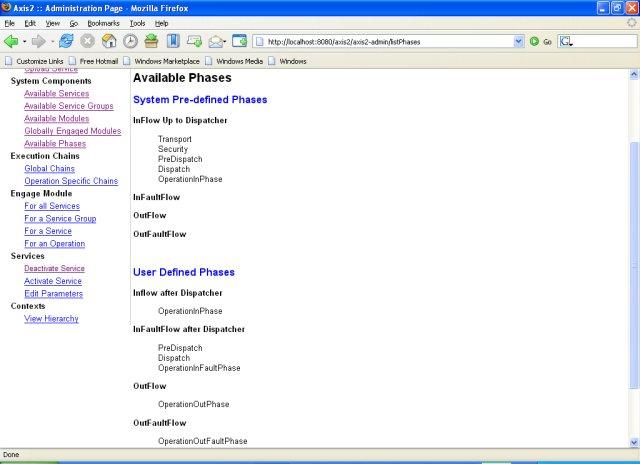 Axis2 :: Administration Page - Mozilla Firefox
File Edit View Go Bookmarks Tools Help
http://localhost:8080/axis2/axis2-admin/listPhases
Go
Customize Links Free Hotmail Windows Marketplace Windows Media Windows
Upload Service
System Components
Available Services
Available Service Groups
Available Modules
Globally Engaged Modules
Available Phases
Execution Chains
Global Chains
Operation Specific Chains
Engage Module
For all Services
For a Service Group
For a Service
For an Operation
Services
Deactivate Service
Activate Service
Edit Parameters
Contexts
View Hierarchy
Available Phases
System Pre-defined Phases
InFlow Up to Dispatcher
Transport
Security
PreDispatch
Dispatch
OperationInPhase
InFaultFlow
OutFlow
OutFaultFlow
User Defined Phases
Inflow after Dispatcher
OperationInPhase
InFaultFlow after Dispatcher
PreDispatch
Dispatch
OperationInFaultPhase
OutFlow
OperationOutPhase
OutFaultFlow
OperationOutFaultPhase
Done